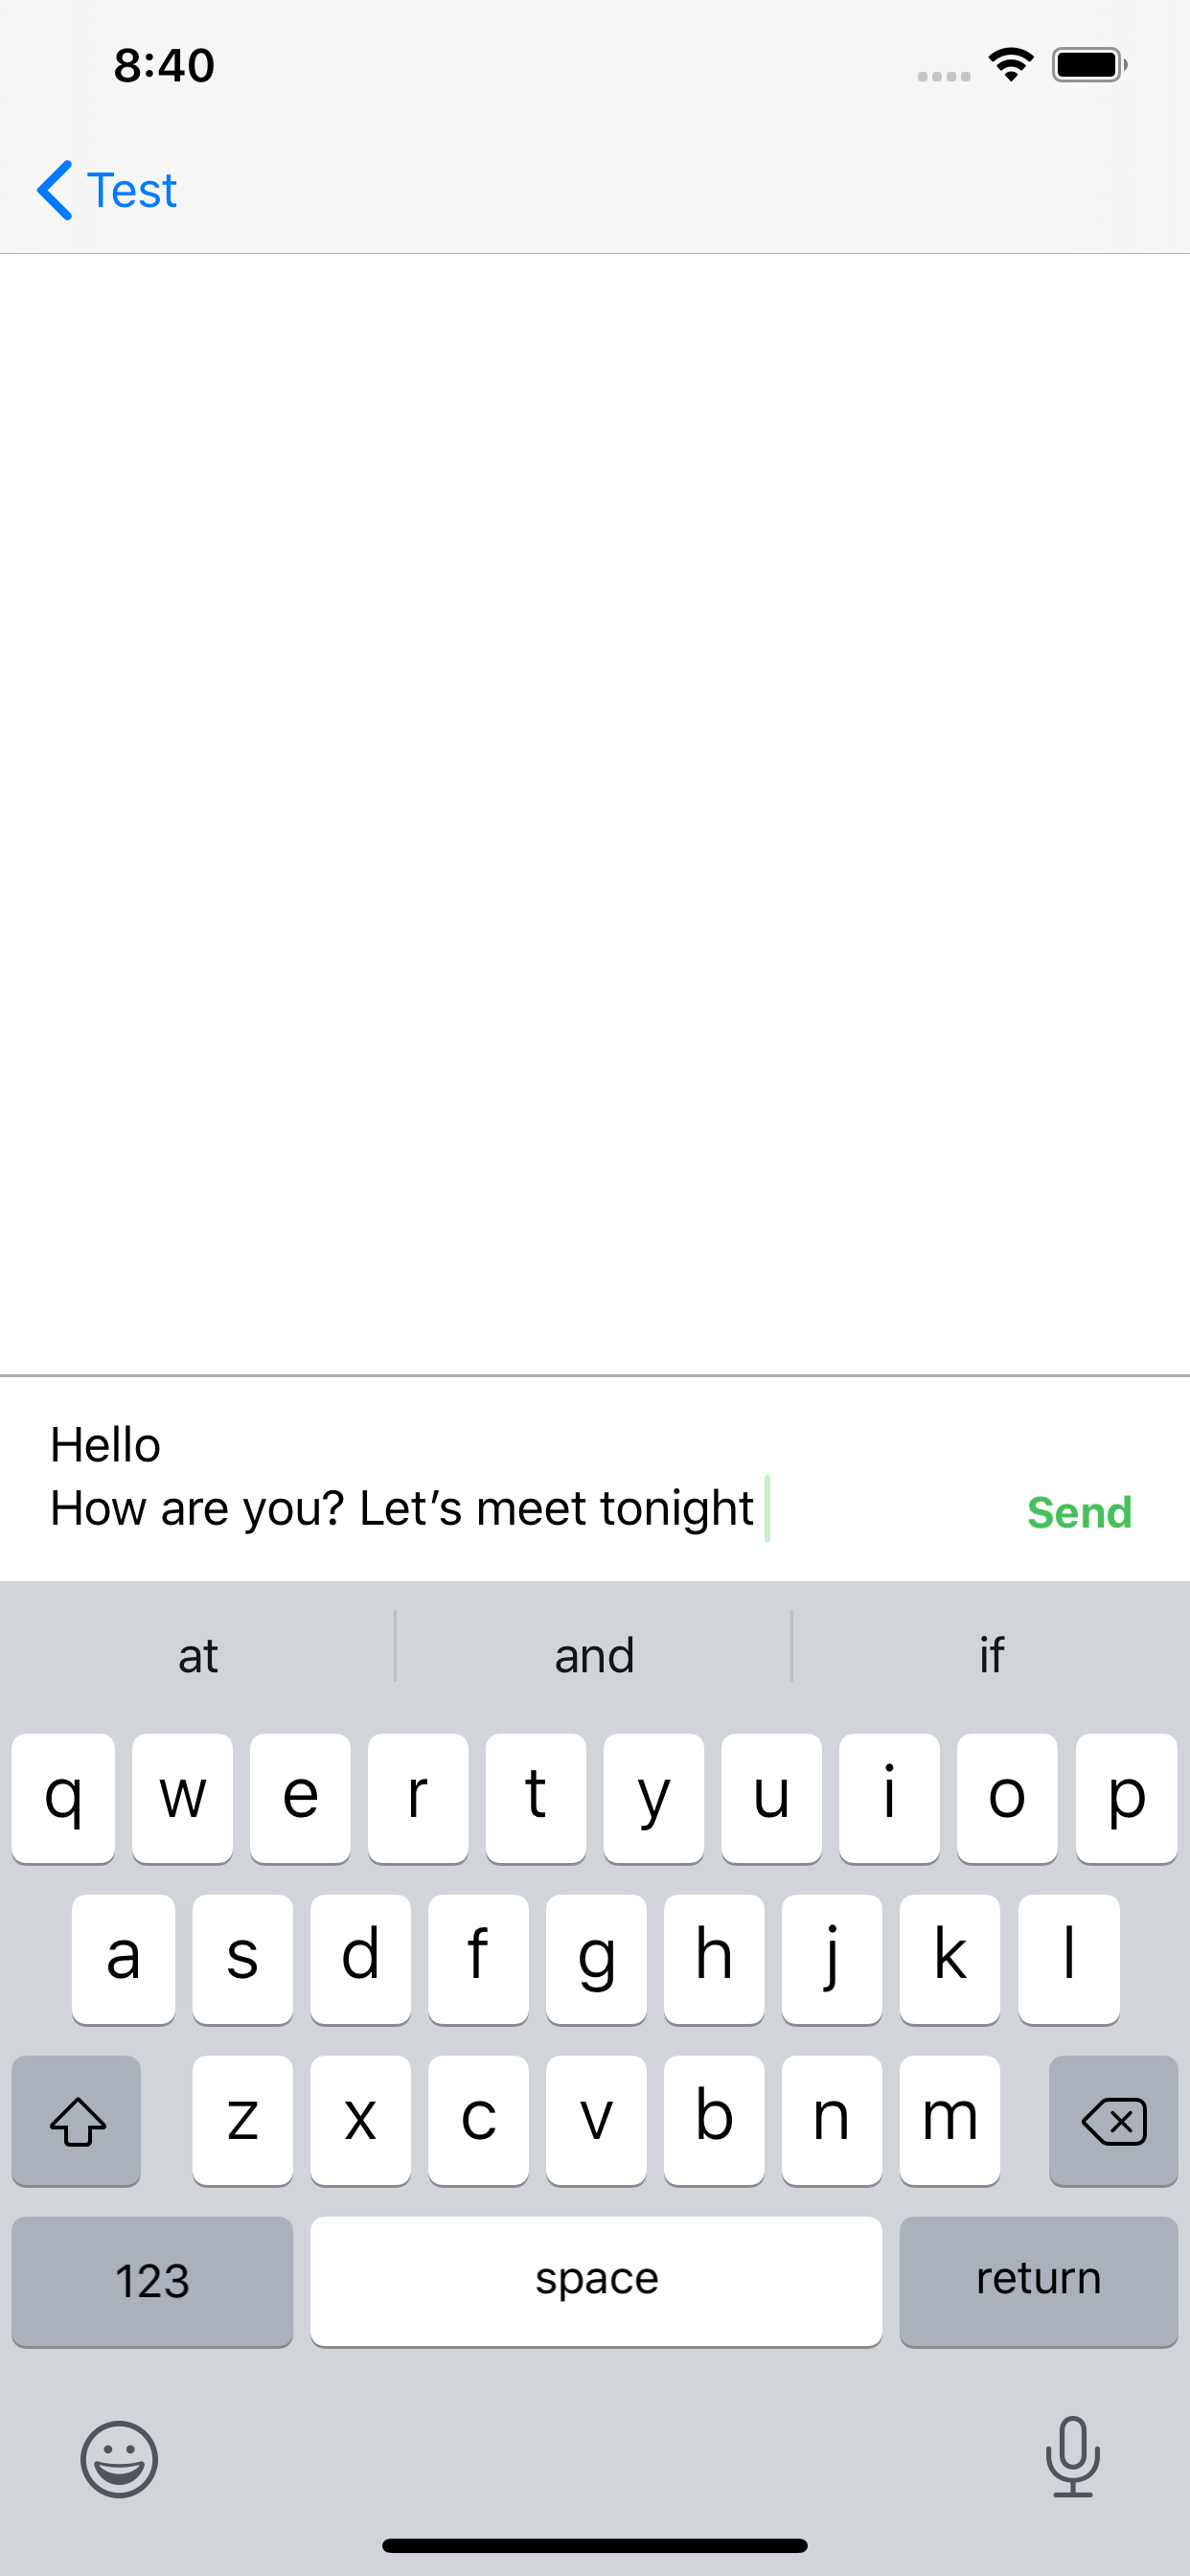 8:40
Test
Hello
How are you? Let’s meet tonight
Send
at and if
q w e r t y u i o p
a s d f g h j k l
z x c v b n m
123 space return